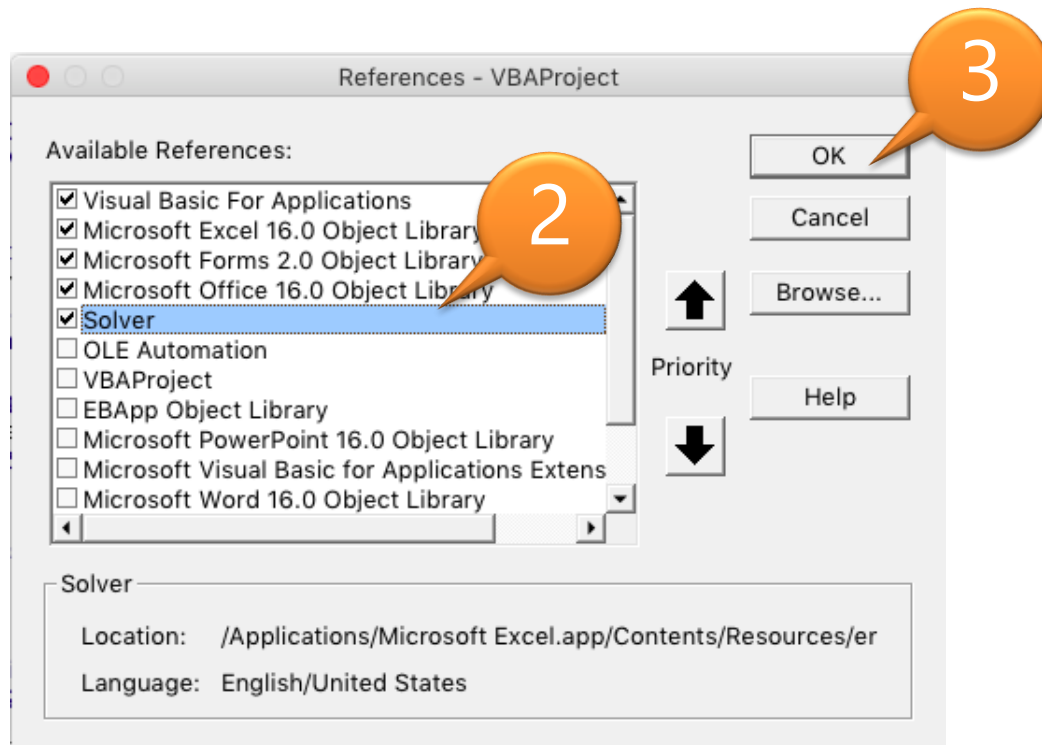 3
References - VBAProject
Available References:
OK
Visual Basic For Applications
2
Cancel
Microsoft Excel 16.0 Object Library
Microsoft Forms 2.0 Object Library
Microsoft Office 16.0 Object Library
Browse...
Solver
OLE Automation
Priority
VBAProject
Help
EBApp Object Library
Microsoft PowerPoint 16.0 Object Library
Microsoft Visual Basic for Applications Extens
Microsoft Word 16.0 Object Library
Solver
Location: /Applications/Microsoft Excel.app/Contents/Resources/er
Language: English/United States